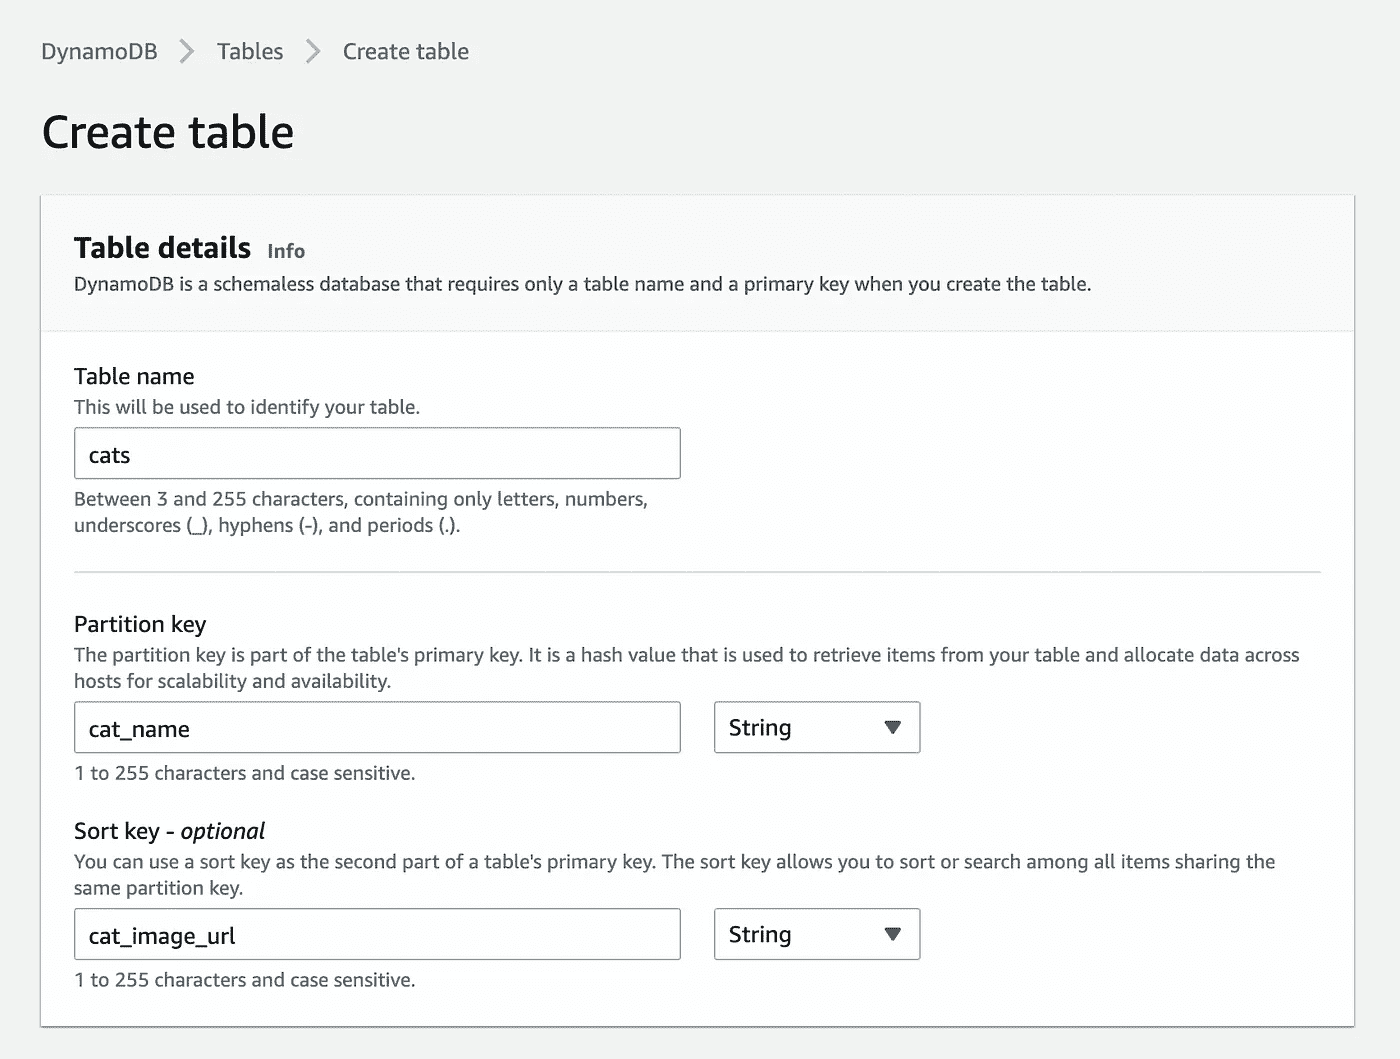 DynamoDB > Tables > Create table
Create table
Table details Info
DynamoDB is a schemaless database that requires only a table name and a primary key when you create the table.
Table name
This will be used to identify your table.
cats
Between 3 and 255 characters, containing only letters, numbers,
underscores (_), hyphens (-), and periods (.).
Partition key
The partition key is part of the table's primary key. It is a hash value that is used to retrieve items from your table and allocate data across
hosts for scalability and availability.
cat_name String
1 to 255 characters and case sensitive.
Sort key - optional
You can use a sort key as the second part of a table's primary key. The sort key allows you to sort or search among all items sharing the
same partition key.
cat_image_url String
1 to 255 characters and case sensitive.